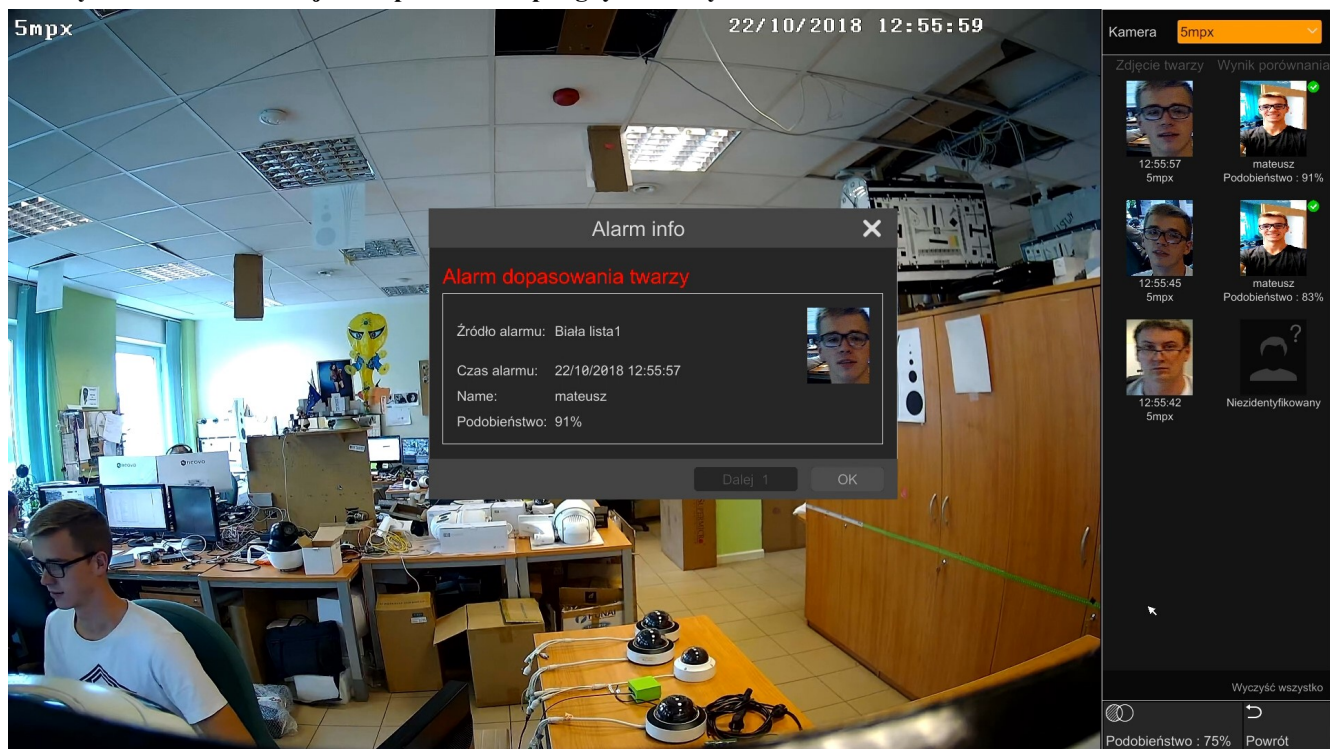 5mpx
22/10/2018 12:55:59
Alarm info
Alarm dopasowania twarzy
Źródło alarmu: Biała lista1
Czas alarmu: 22/10/2018 12:55:57
Name: mateusz
Podobieństwo: 91%
Dalej 1
OK
Kamera 5mpx
Zdjęcie twarzy Wynik porównania
12:55:57 mateusz
5mpx Podobieństwo : 91%
12:55:45 mateusz
5mpx Podobieństwo : 83%
?
12:55:42 Niezidentyfikowany
5mpx
Wyczyść wszystko
Podobieństwo : 75% Powrót